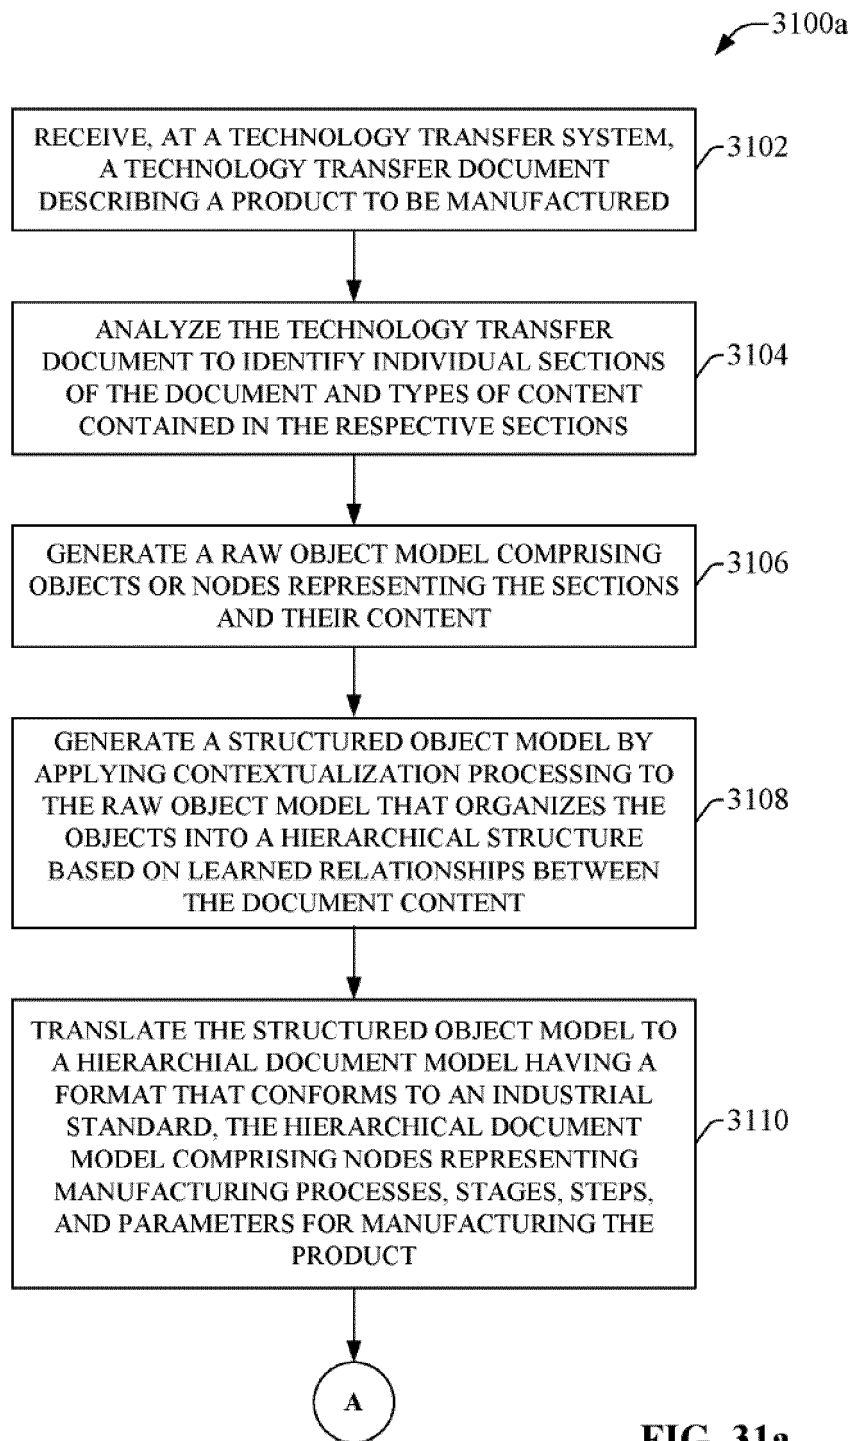 3100a
RECEIVE, AT A TECHNOLOGY TRANSFER SYSTEM,
A TECHNOLOGY TRANSFER DOCUMENT
DESCRIBING A PRODUCT TO BE MANUFACTURED
3102
ANALYZE THE TECHNOLOGY TRANSFER
DOCUMENT TO IDENTIFY INDIVIDUAL SECTIONS
OF THE DOCUMENT AND TYPES OF CONTENT
CONTAINED IN THE RESPECTIVE SECTIONS
3104
GENERATE A RAW OBJECT MODEL COMPRISING
OBJECTS OR NODES REPRESENTING THE SECTIONS
AND THEIR CONTENT
3106
GENERATE A STRUCTURED OBJECT MODEL BY
APPLYING CONTEXTUALIZATION PROCESSING TO
THE RAW OBJECT MODEL THAT ORGANIZES THE
OBJECTS INTO A HIERARCHICAL STRUCTURE
BASED ON LEARNED RELATIONSHIPS BETWEEN
THE DOCUMENT CONTENT
3108
TRANSLATE THE STRUCTURED OBJECT MODEL TO
A HIERARCHIAL DOCUMENT MODEL HAVING A
FORMAT THAT CONFORMS TO AN INDUSTRIAL
STANDARD, THE HIERARCHICAL DOCUMENT
MODEL COMPRISING NODES REPRESENTING
MANUFACTURING PROCESSES, STAGES, STEPS,
AND PARAMETERS FOR MANUFACTURING THE
PRODUCT
3110
A
FIG. 31a